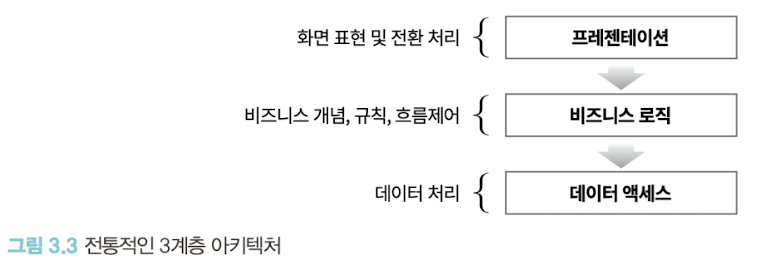 화면 표현 및 전환 처리 { 프레젠테이션
비즈니스 개념, 규칙, 흐름제어 { 비즈니스 로직
데이터 처리 { 데이터 액세스
그림 3.3 전통적인 3계층 아키텍처